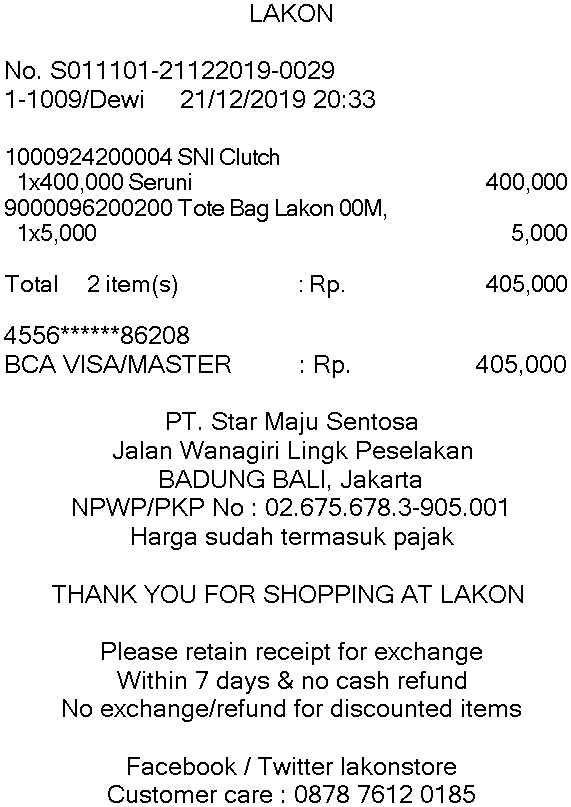 LAKON
No. S011101-21122019-0029
1-1009/Dewi 21/12/2019 20:33
1000924200004 SNI Clutch
1x400,000 Seruni 400,000
9000096200200 Tote Bag Lakon 00M,
1x5,000 5,000
Total 2 item(s) : Rp. 405,000
4556******86208
BCA VISA/MASTER : Rp. 405,000
PT. Star Maju Sentosa
Jalan Wanagiri Lingk Peselakan
BADUNG BALI, Jakarta
NPWP/PKP No : 02.675.678.3-905.001
Harga sudah termasuk pajak
THANK YOU FOR SHOPPING AT LAKON
Please retain receipt for exchange
Within 7 days & no cash refund
No exchange/refund for discounted items
Facebook / Twitter lakonstore
Customer care : 0878 7612 0185